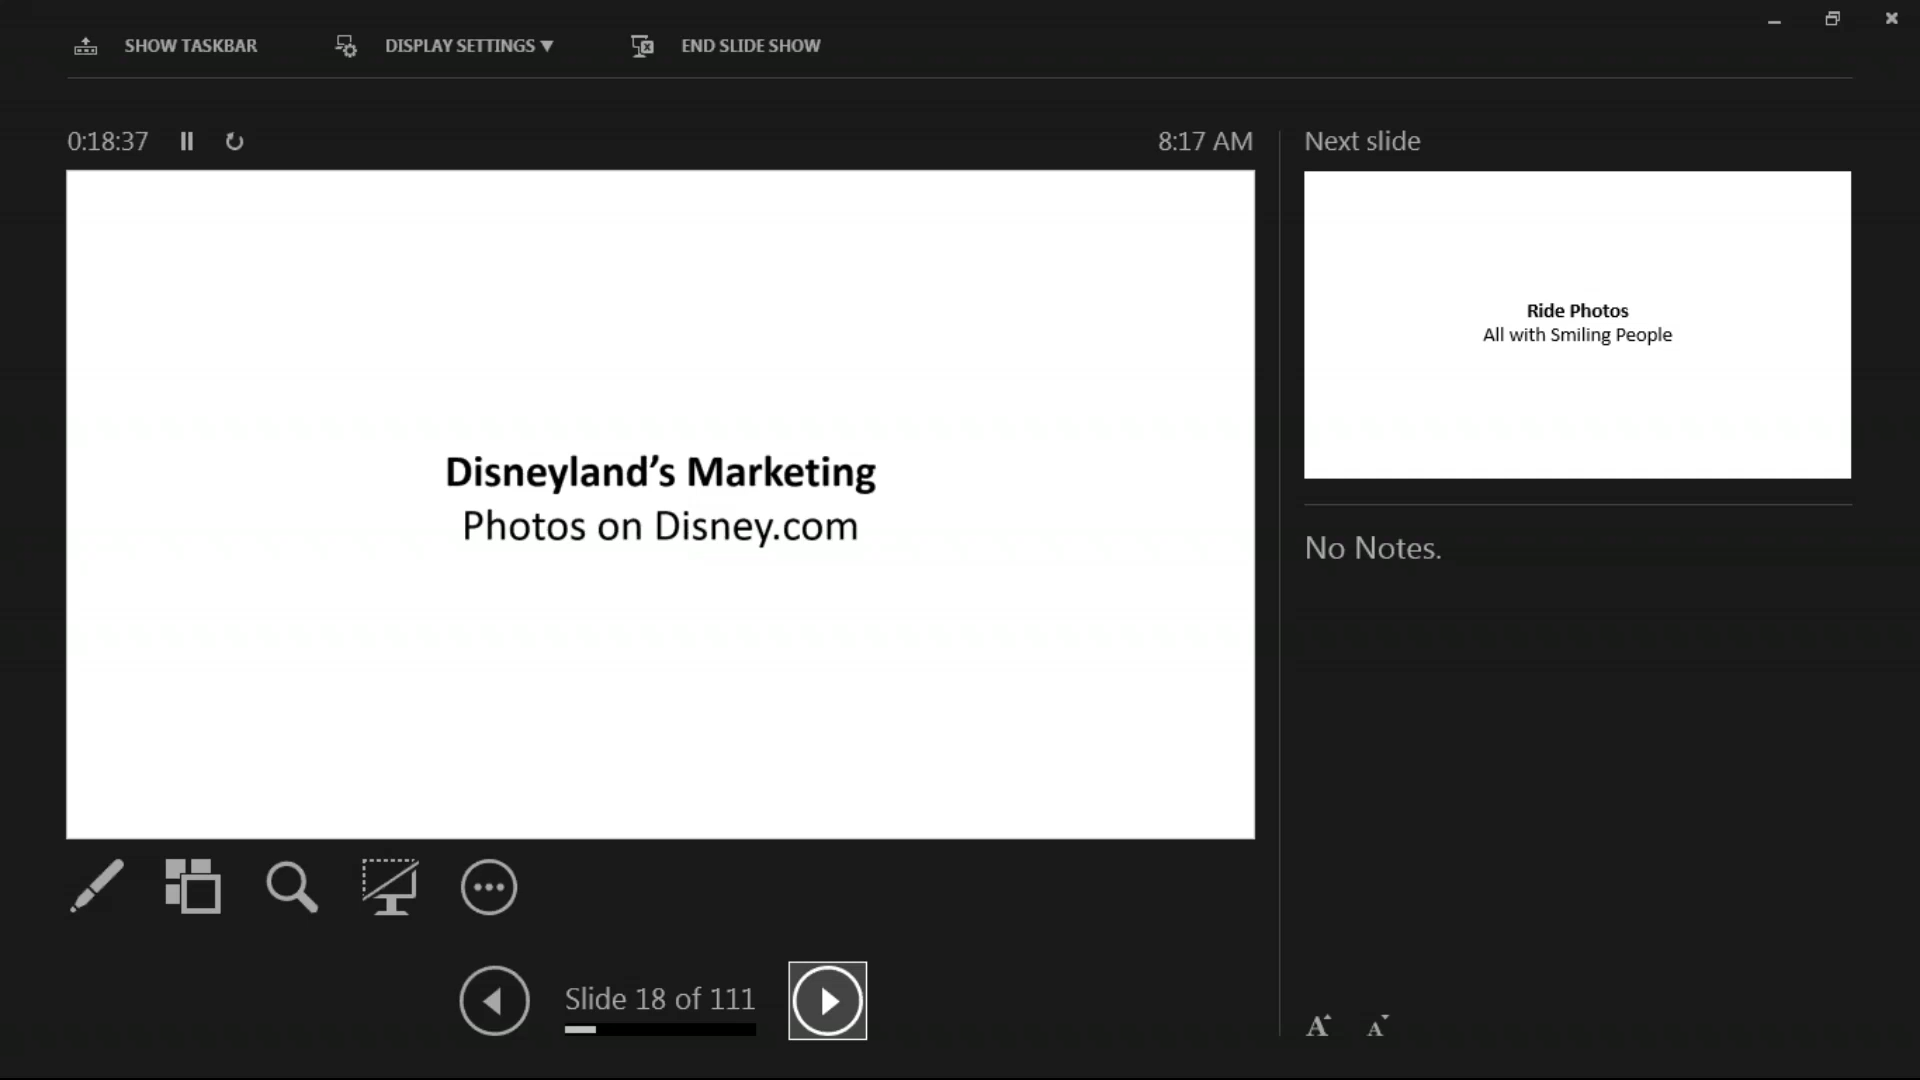 SHOW TASKBAR
DISPLAY SETTINGS ▼
END SLIDE SHOW
0:18:37
8:17 AM
Next slide
Disneyland’s Marketing
Photos on Disney.com
Ride Photos
All with Smiling People
No Notes.
Slide 18 of 111
A
A